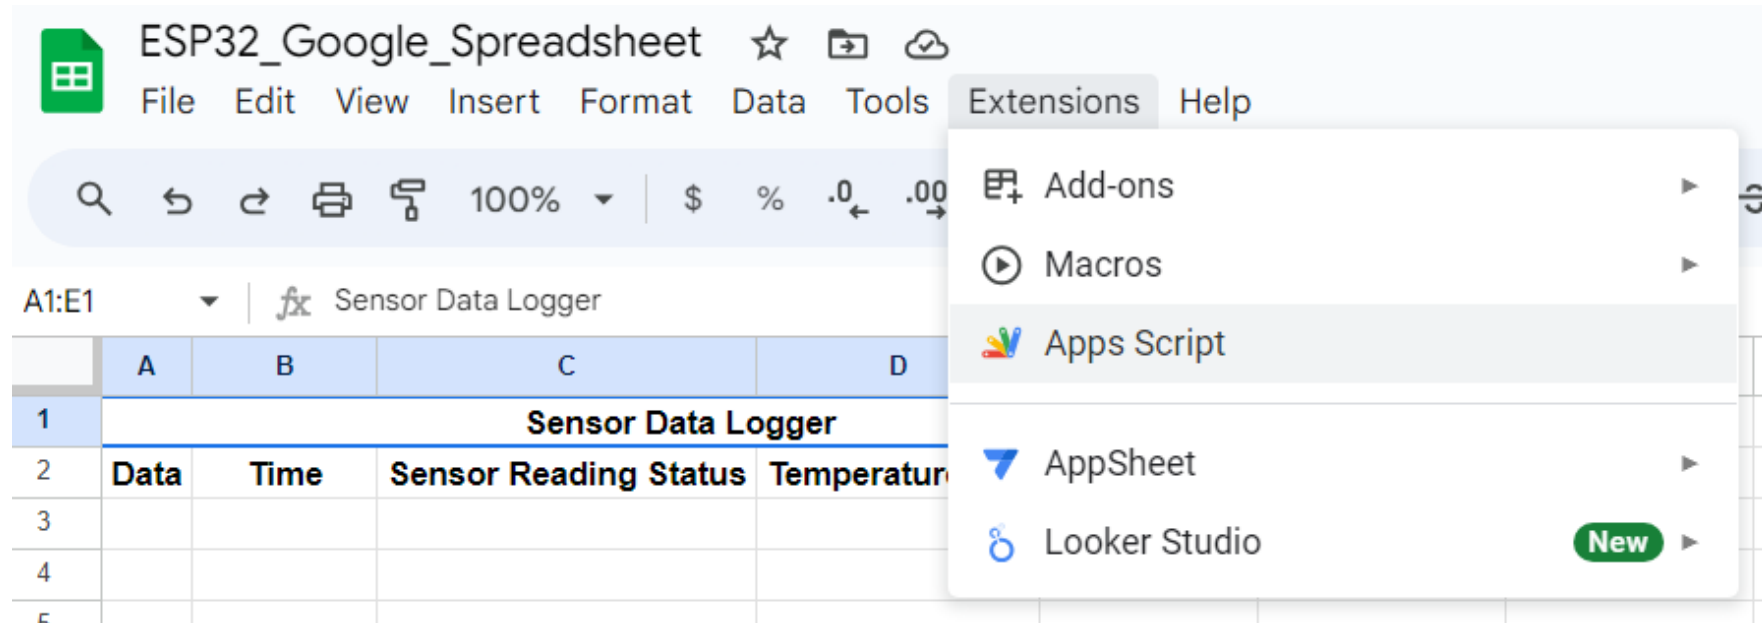 ESP32_Google_Spreadsheet
File Edit View Insert Format Data Tools Extensions Help
100% $ % .0 .00
Add-ons
Macros
A1:E1 fx Sensor Data Logger
Apps Script
A B C D
1 Sensor Data Logger
2 Data Time Sensor Reading Status Temperatur
AppSheet
3
Looker Studio New
4